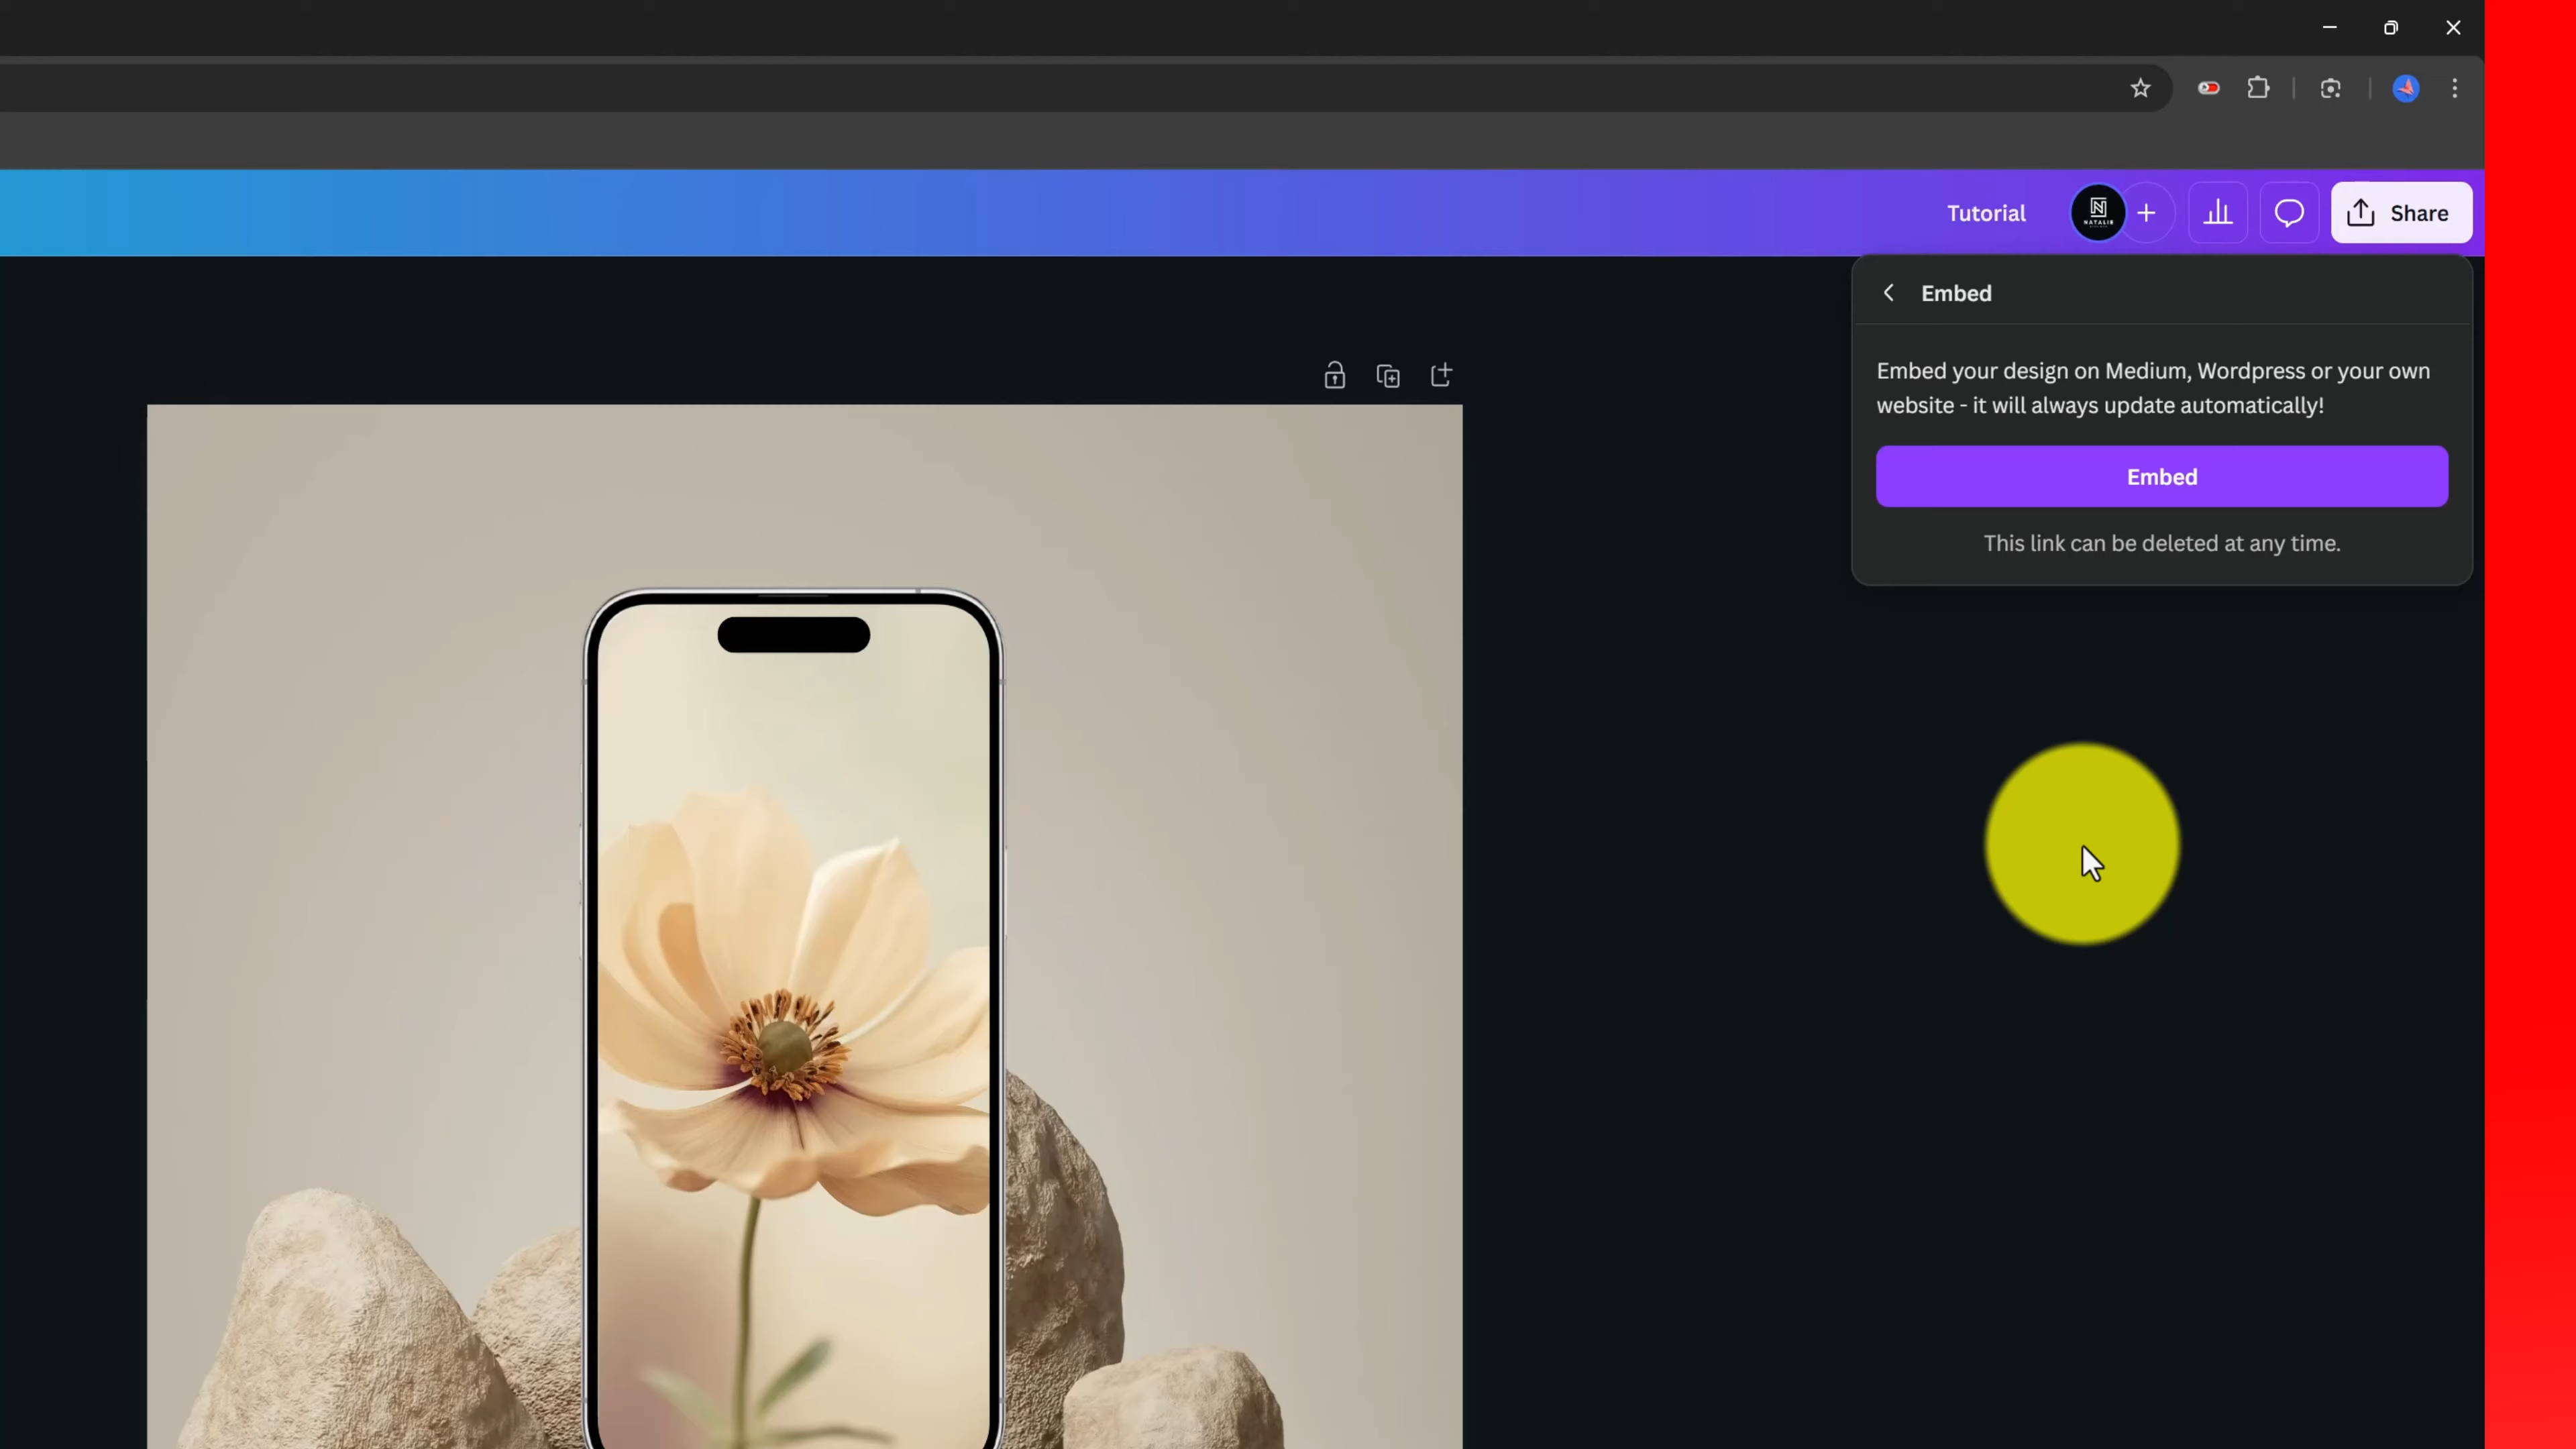 Tutorial
NATALIE
Share
Embed
Embed your design on Medium, Wordpress or your own
website - it will always update automatically!
Embed
This link can be deleted at any time.